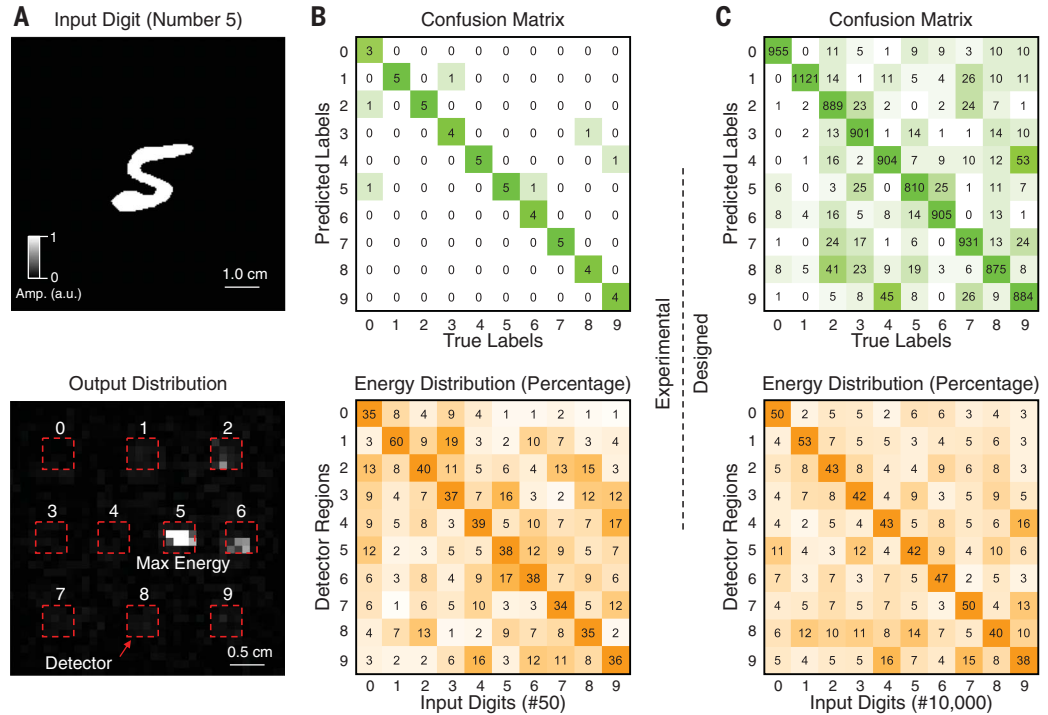 A
Input Digit (Number 5)
1
0
Amp. (a.u.)
1.0 cm
Output Distribution
0 1 2
3 4 5 6
Max Energy
7 8 9
Detector
0.5 cm
B
Confusion Matrix
Predicted Labels
0 3 0 0 0 0 0 0 0 0 0
1 0 5 0 1 0 0 0 0 0 0
2 1 0 5 0 0 0 0 0 0 0
3 0 0 0 4 0 0 0 0 1 0
4 0 0 0 0 5 0 0 0 0 1
5 1 0 0 0 0 5 1 0 0 0
6 0 0 0 0 0 0 4 0 0 0
7 0 0 0 0 0 0 0 5 0 0
8 0 0 0 0 0 0 0 0 4 0
9 0 0 0 0 0 0 0 0 0 4
0 1 2 3 4 5 6 7 8 9
True Labels
Energy Distribution (Percentage)
Detector Regions
0 35 8 4 9 4 1 1 2 1 1
1 3 60 9 19 3 2 10 7 3 4
2 13 8 40 11 5 6 4 13 15 3
3 9 4 7 37 7 16 3 2 12 12
4 9 5 8 3 39 5 10 7 7 17
5 12 2 3 5 5 38 12 9 5 7
6 6 3 8 4 9 17 38 7 9 6
7 6 1 6 5 10 3 3 34 5 12
8 4 7 13 1 2 9 7 8 35 2
9 3 2 2 6 16 3 12 11 8 36
0 1 2 3 4 5 6 7 8 9
Input Digits (#50)
Experimental
Designed
C
Confusion Matrix
Predicted Labels
0 955 0 11 5 1 9 9 3 10 10
1 0 1121 14 1 11 5 4 26 10 11
2 1 2 889 23 2 0 2 24 7 1
3 0 2 13 901 1 14 1 1 14 10
4 0 1 16 2 904 7 9 10 12 53
5 6 0 3 25 0 810 25 1 11 7
6 8 4 16 5 8 14 905 0 13 1
7 1 0 24 17 1 6 0 931 13 24
8 8 5 41 23 9 19 3 6 875 8
9 1 0 5 8 45 8 0 26 9 884
0 1 2 3 4 5 6 7 8 9
True Labels
Energy Distribution (Percentage)
Detector Regions
0 50 2 5 5 2 6 6 3 4 3
1 4 53 7 5 5 3 4 5 6 3
2 5 8 43 8 4 4 9 6 8 3
3 4 7 8 42 4 9 3 5 9 5
4 4 2 5 4 43 5 8 5 6 16
5 11 4 3 12 4 42 9 4 10 6
6 7 3 7 3 7 5 47 2 5 3
7 4 5 7 5 7 5 3 50 4 13
8 6 12 10 11 8 14 7 5 40 10
9 5 4 5 5 16 7 4 15 8 38
0 1 2 3 4 5 6 7 8 9
Input Digits (#10,000)